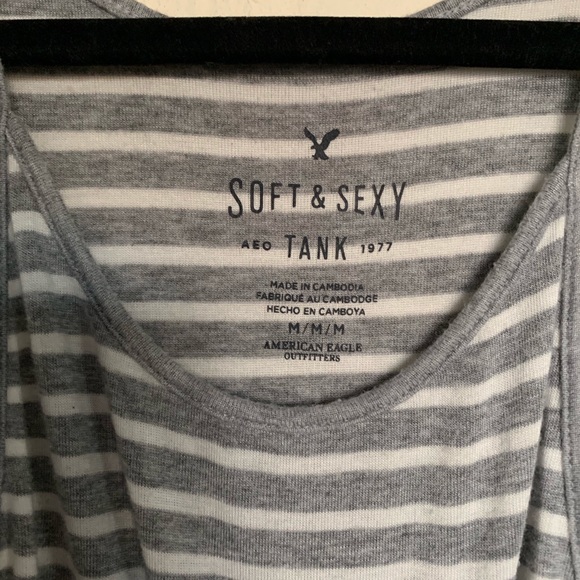 SOFT & SEXY
AEO TANK 1977
MADE IN CAMBODIA
FABRIQUÉ AU CAMBODGE
HECHO EN CAMBOYA
M/M/M
AMERICAN EAGLE
OUTFITTERS